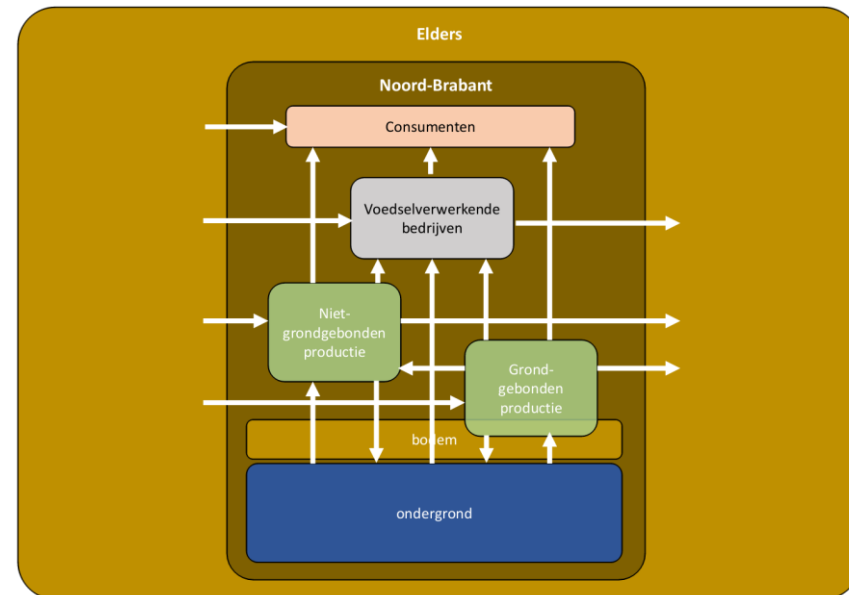 Elders
Noord-Brabant
Consumenten
Voedselverwerkende
bedrijven
Niet-
grondgebonden
productie
Grond-
gebonden
productie
bodem
ondergrond